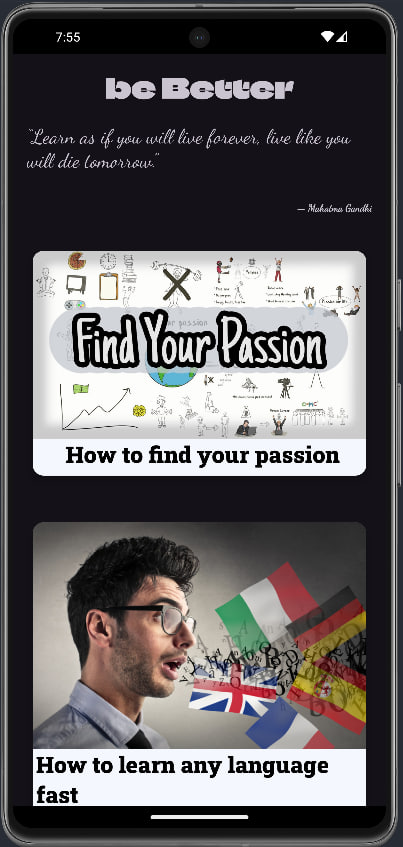 7:55
be Better
“Learn as if you will live forever, live like you
will die tomorrow.”
— Mahatma Gandhi
Find Your Passion
How to find your passion
How to learn any language
fast